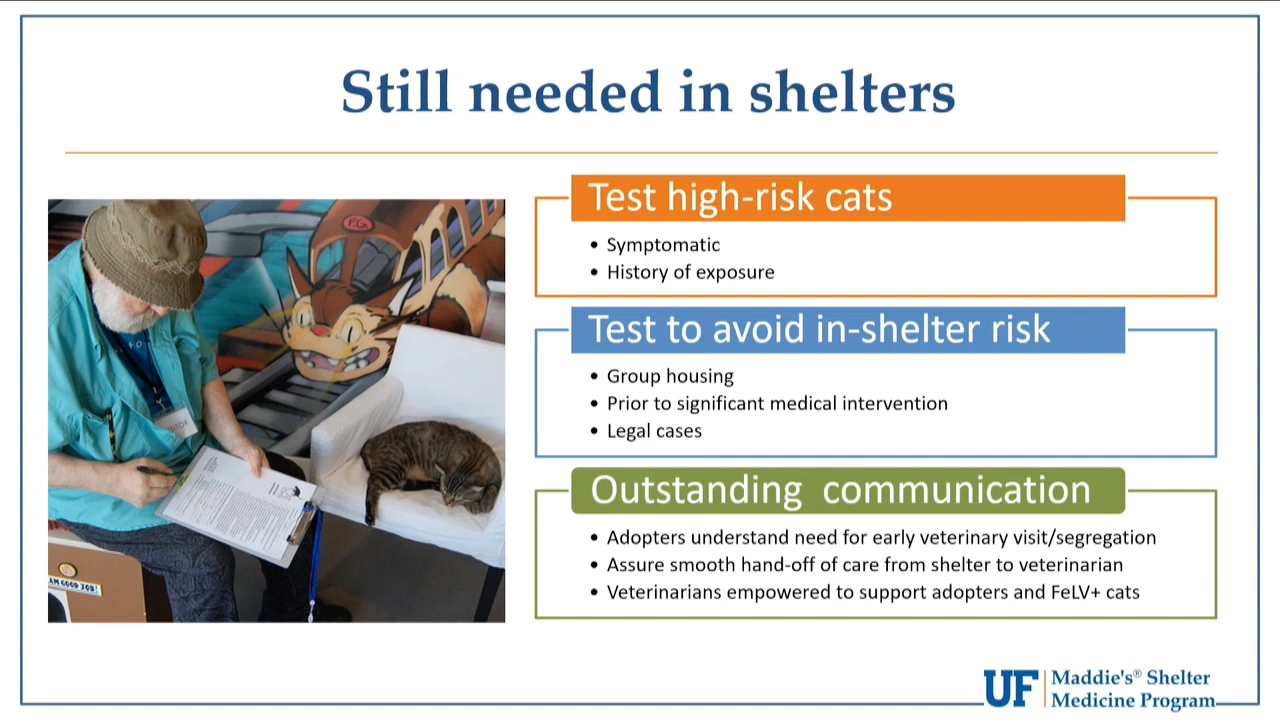 Still needed in shelters
Test high-risk cats
• Symptomatic
• History of exposure
Test to avoid in-shelter risk
• Group housing
• Prior to significant medical intervention
• Legal cases
Outstanding  communication
• Adopters understand need for early veterinary visit/segregation
• Assure smooth hand-off of care from shelter to veterinarian
• Veterinarians empowered to support adopters and FeLV+ cats
F.G
AM GOOD JOB!
UF
Maddie's® Shelter
Medicine Program